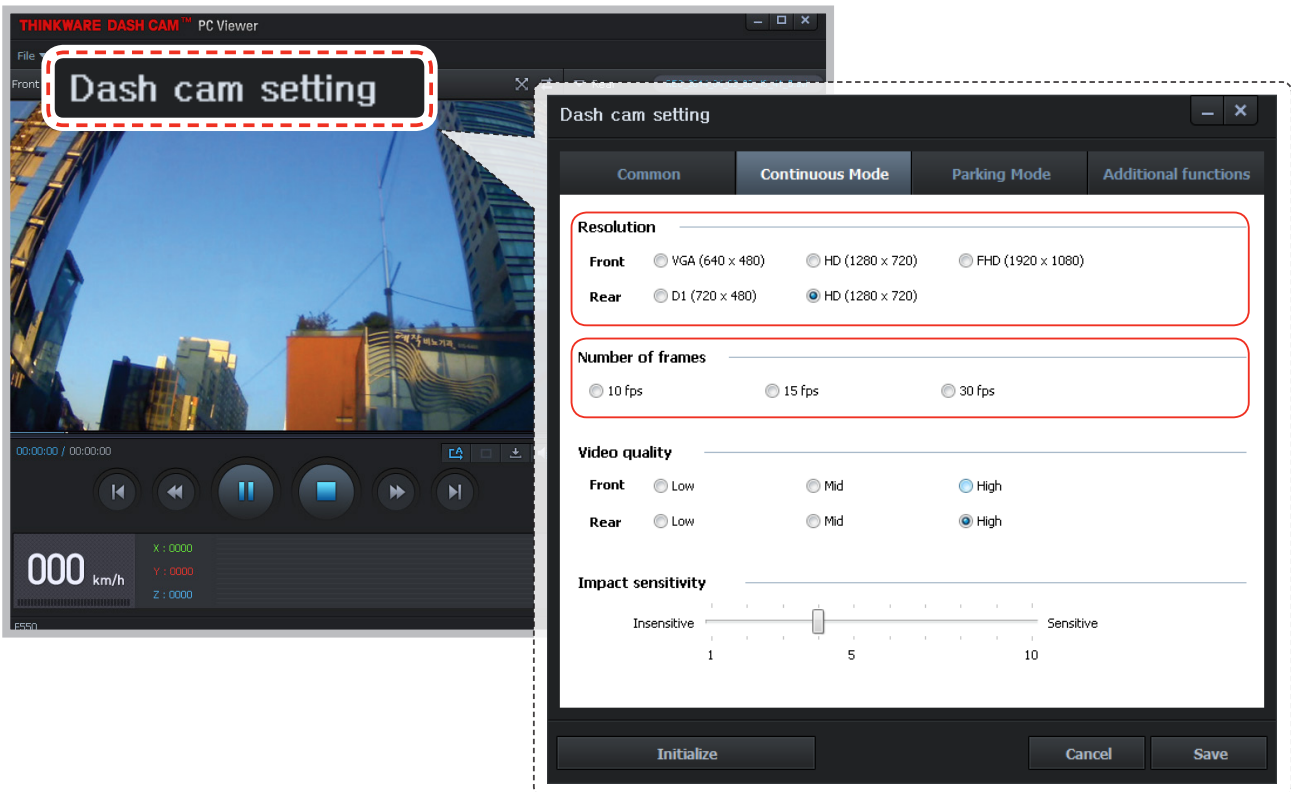 THINKWARE DASH CAM™ PC Viewer
File
Front
Dash cam setting
00:00:00 / 00:00:00
000 km/h
X : 0000
Y : 0000
Z : 0000
F550
Dash cam setting
Common Continuous Mode Parking Mode Additional functions
Resolution
Front VGA (640 x 480) HD (1280 x 720) FHD (1920 x 1080)
Rear D1 (720 x 480) HD (1280 x 720)
Number of frames
10 fps 15 fps 30 fps
Video quality
Front Low Mid High
Rear Low Mid High
Impact sensitivity
Insensitive Sensitive
1 5 10
Initialize Cancel Save